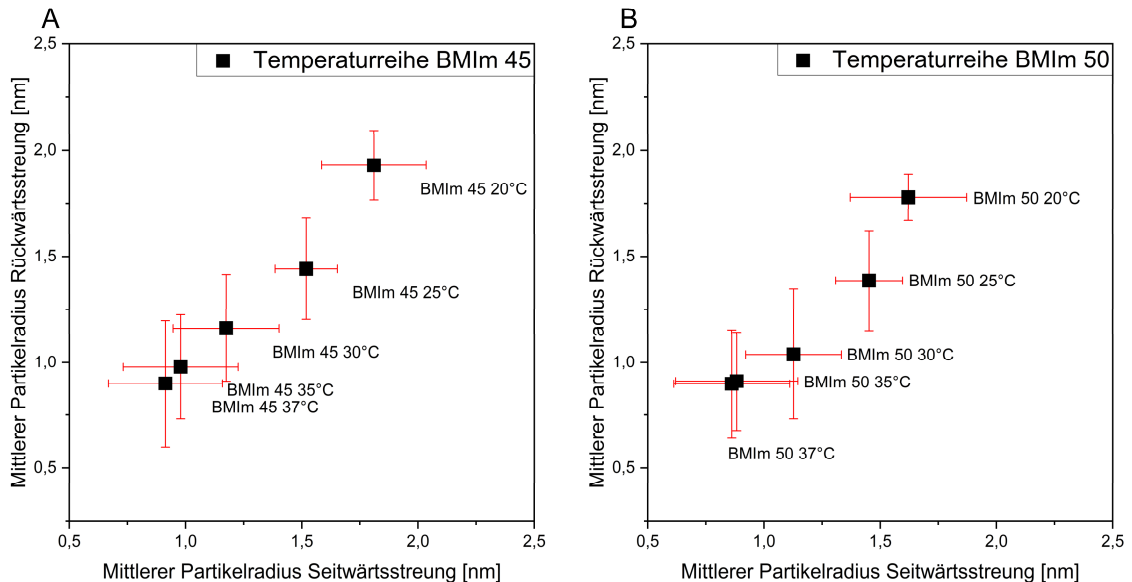 A
Temperaturreihe BMIm 45
Mittlerer Partikelradius Rückwärtsstreuung [nm]
2,5
2,0
1,5
1,0
0,5
BMIm 45 20°C
BMIm 45 25°C
BMIm 45 30°C
BMIm 45 35°C
BMIm 45 37°C
0,5 1,0 1,5 2,0 2,5
Mittlerer Partikelradius Seitwärtsstreung [nm]
B
Temperaturreihe BMIm 50
Mittlerer Partikelradius Rückwärtsstreung [nm]
2,5
2,0
1,5
1,0
0,5
BMIm 50 20°C
BMIm 50 25°C
BMIm 50 30°C
BMIm 50 35°C
BMIm 50 37°C
0,5 1,0 1,5 2,0 2,5
Mittlerer Partikelradius Seitwärtsstreung [nm]